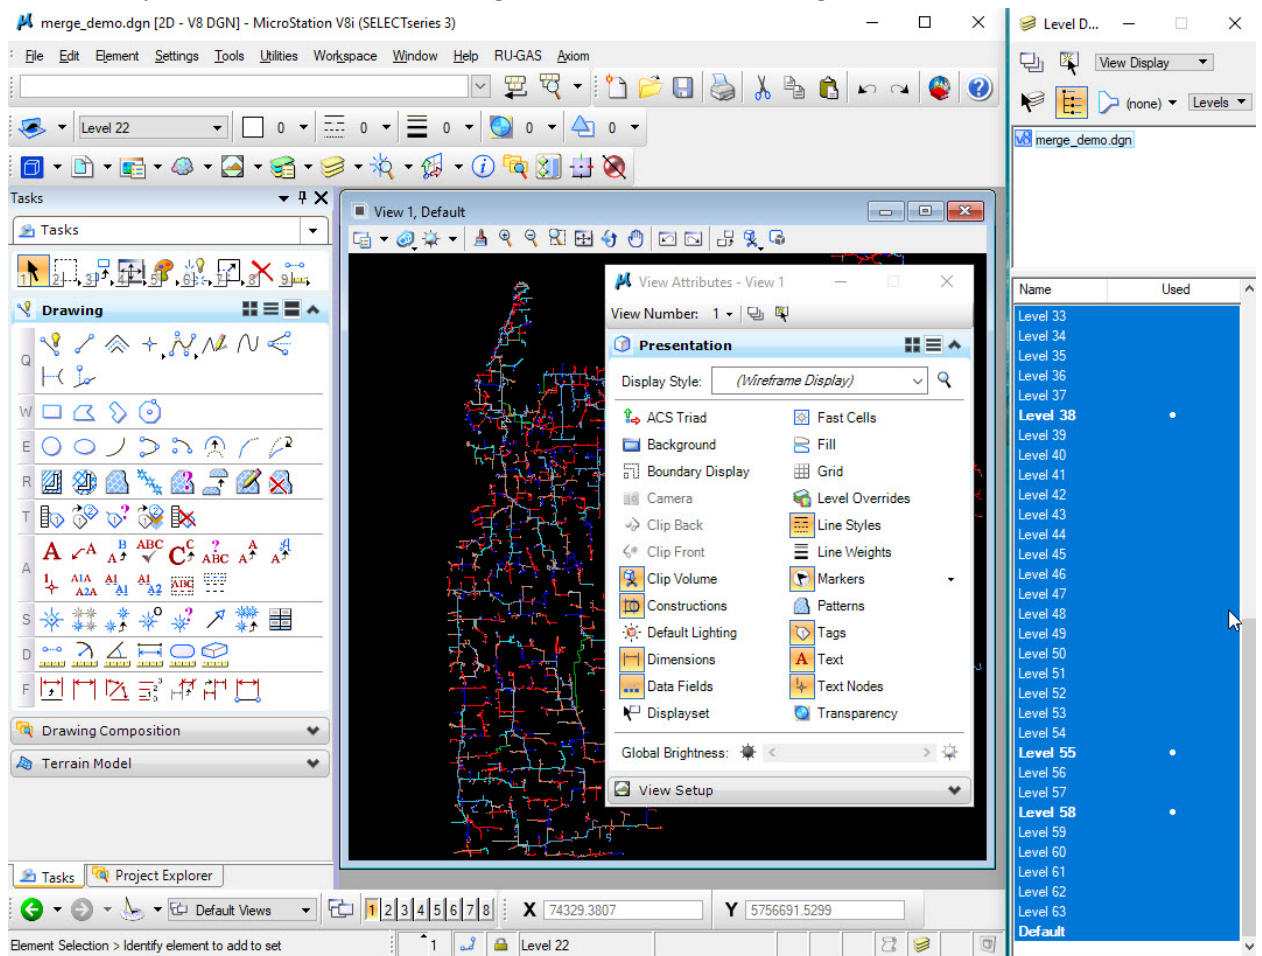 merge_demo.dgn [2D - V8 DGN] - MicroStation V8i (SELECTseries 3)
File Edit Element Settings Tools Utilities Workspace Window Help RU-GAS Axiom
Level 22 0 0 0 0 0
Tasks
Tasks
1 2 3 4 5 6 7 8 9
Drawing
Q
W
E
R
T
A
S
D
F
Drawing Composition
Terrain Model
Tasks Project Explorer
View 1, Default
View Attributes - View 1
View Number: 1
Presentation
Display Style: (Wireframe Display)
ACS Triad Fast Cells
Background Fill
Boundary Display Grid
Camera Level Overrides
Clip Back Line Styles
Clip Front Line Weights
Clip Volume Markers
Constructions Patterns
Default Lighting Tags
Dimensions Text
Data Fields Text Nodes
Displayset Transparency
Global Brightness:
View Setup
Default Views 1 2 3 4 5 6 7 8 X 74329.3807 Y 5756691.5299
Element Selection > Identify element to add to set 1 Level 22
Level D...
View Display
(none) Levels
merge_demo.dgn
Name Used
Level 33
Level 34
Level 35
Level 36
Level 37
Level 38
Level 39
Level 40
Level 41
Level 42
Level 43
Level 44
Level 45
Level 46
Level 47
Level 48
Level 49
Level 50
Level 51
Level 52
Level 53
Level 54
Level 55
Level 56
Level 57
Level 58
Level 59
Level 60
Level 61
Level 62
Level 63
Default